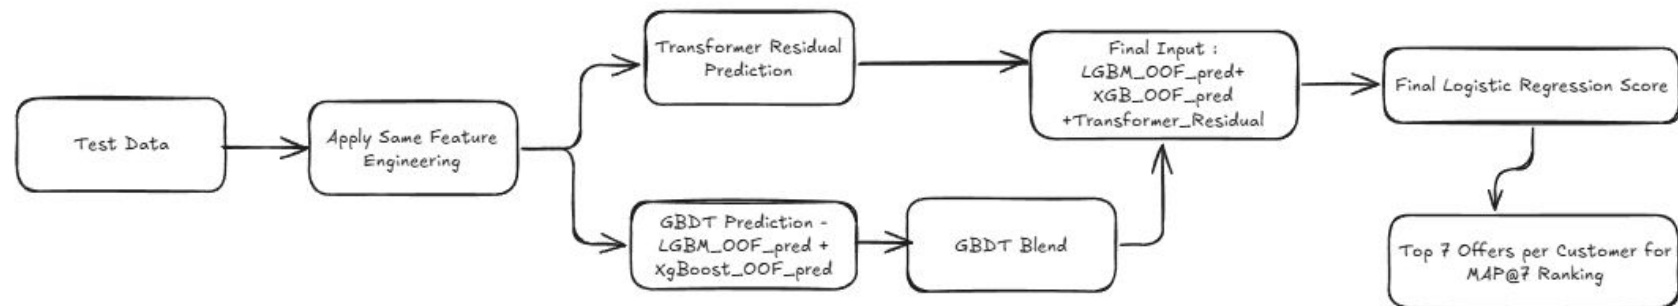 Test Data
Apply Same Feature
Engineering
Transformer Residual
Prediction
GBDT Prediction -
LGBM_OOF_pred +
XgBoost_OOF_pred
GBDT Blend
Final Input :
LGBM_OOF_pred+
XGB_OOF_pred
+Transformer_Residual
Final Logistic Regression Score
Top 7 Offers per Customer for
MAP@7 Ranking